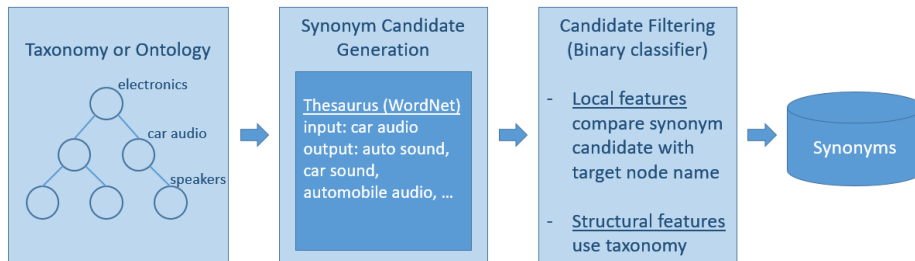 Taxonomy or Ontology
electronics
car audio
speakers
Synonym Candidate
Generation
Thesaurus (WordNet)
input: car audio
output: auto sound,
car sound,
automobile audio, ...
Candidate Filtering
(Binary classifier)
- Local features
compare synonym
candidate with
target node name
- Structural features
use taxonomy
Synonyms